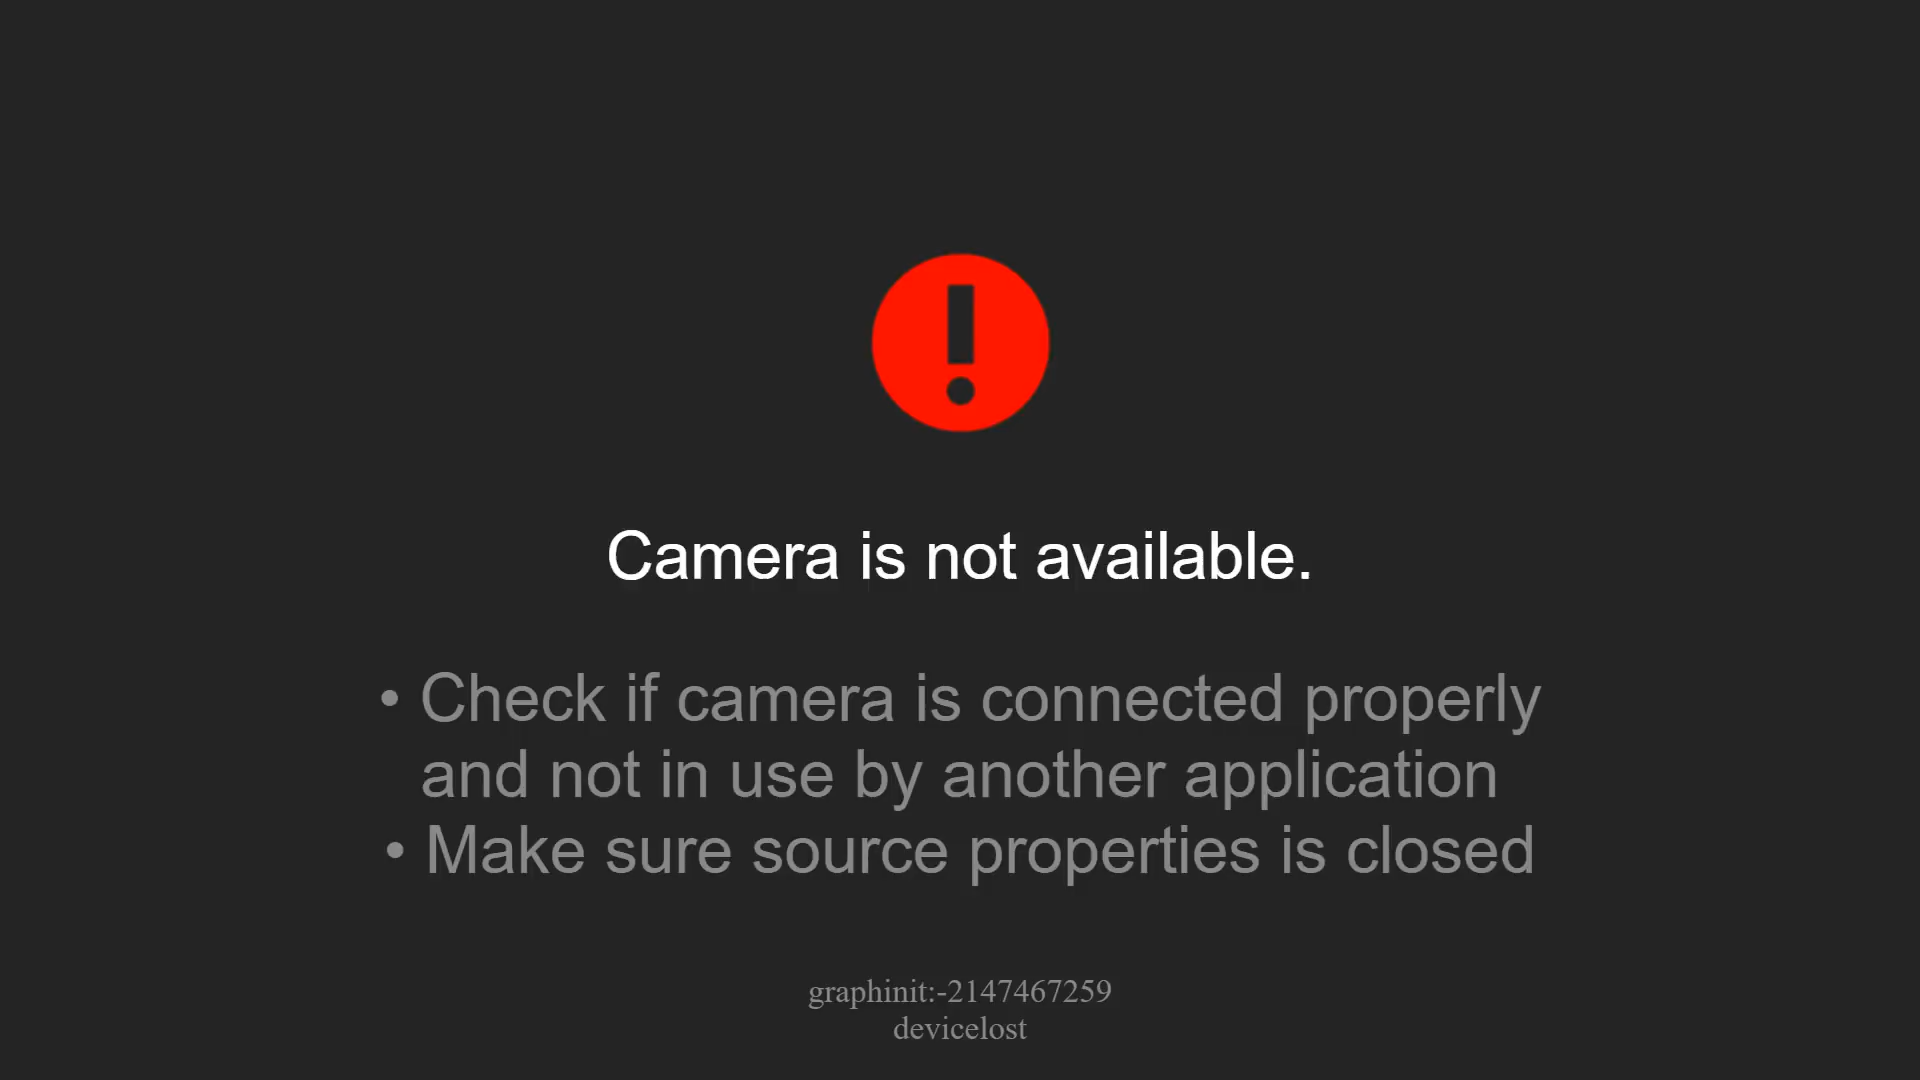 Camera is not available.
• Check if camera is connected properly
and not in use by another application
• Make sure source properties is closed
graphinit:-2147467259
devicelost